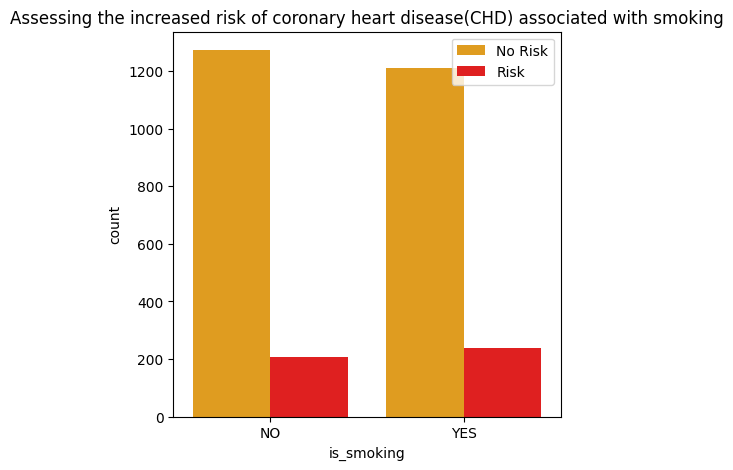 Assessing the increased risk of coronary heart disease(CHD) associated with smoking
No Risk
Risk
1200
1000
800
600
400
200
0
count
NO
YES
is_smoking